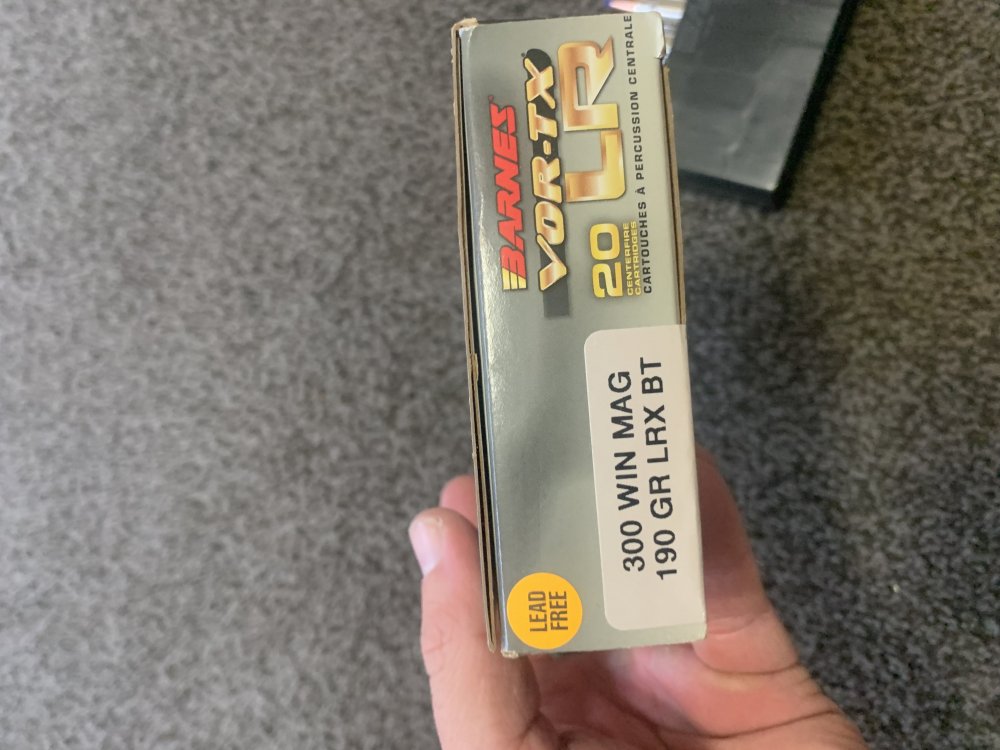 BARNES
VOR-TX
LR
20
CENTERFIRE
CARTRIDGES
CARTOUCHES À PERCUSSION CENTRALE
300 WIN MAG
190 GR LRX BT
LEAD
FREE